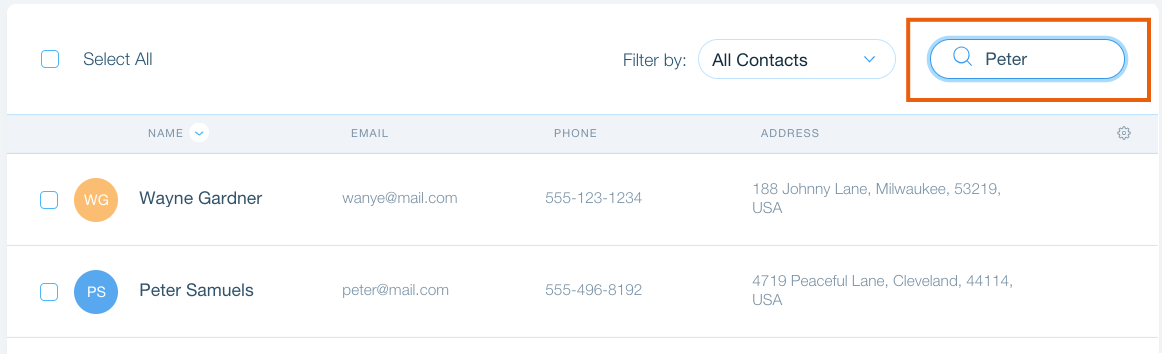 Select All Filter by: All Contacts Peter
NAME EMAIL PHONE ADDRESS
WG Wayne Gardner wanye@mail.com 555-123-1234 188 Johnny Lane, Milwaukee, 53219,
USA
PS Peter Samuels peter@mail.com 555-496-8192 4719 Peaceful Lane, Cleveland, 44114,
USA